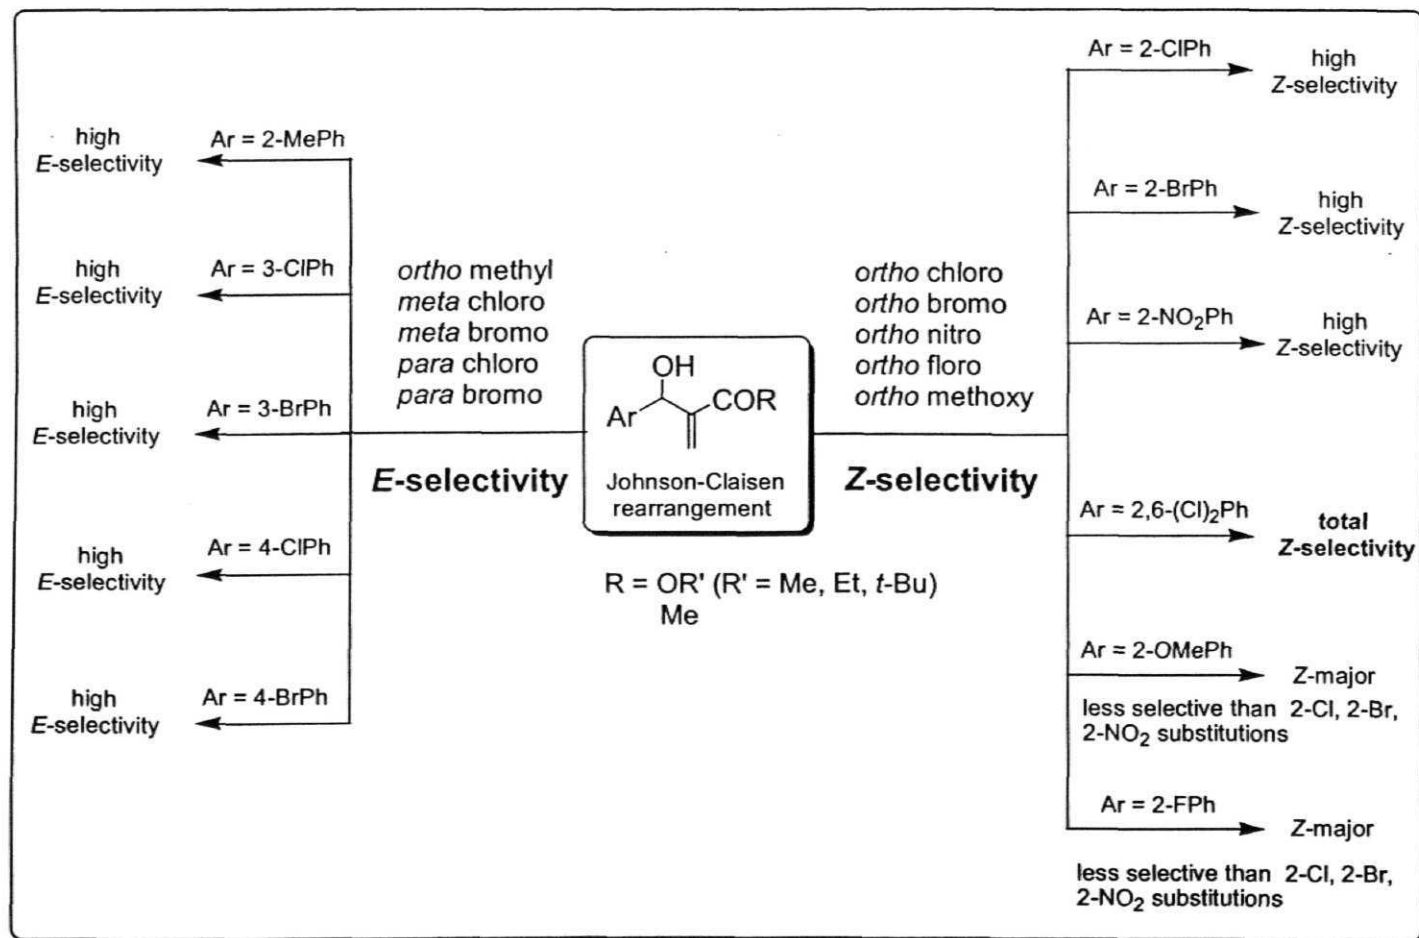 high
E-selectivity
Ar = 2-MePh
high
E-selectivity
Ar = 3-ClPh
high
E-selectivity
Ar = 3-BrPh
high
E-selectivity
Ar = 4-ClPh
high
E-selectivity
Ar = 4-BrPh
ortho methyl
meta chloro
meta bromo
para chloro
para bromo
E-selectivity
OH
Ar
COR
Johnson-Claisen
rearrangement
R = OR' (R' = Me, Et, t-Bu)
Me
ortho chloro
ortho bromo
ortho nitro
ortho floro
ortho methoxy
Z-selectivity
Ar = 2-ClPh
high
Z-selectivity
Ar = 2-BrPh
high
Z-selectivity
Ar = 2-NO2Ph
high
Z-selectivity
Ar = 2,6-(Cl)2Ph
total
Z-selectivity
Ar = 2-OMePh
Z-major
less selective than 2-Cl, 2-Br,
2-NO2 substitutions
Ar = 2-FPh
Z-major
less selective than 2-Cl, 2-Br,
2-NO2 substitutions